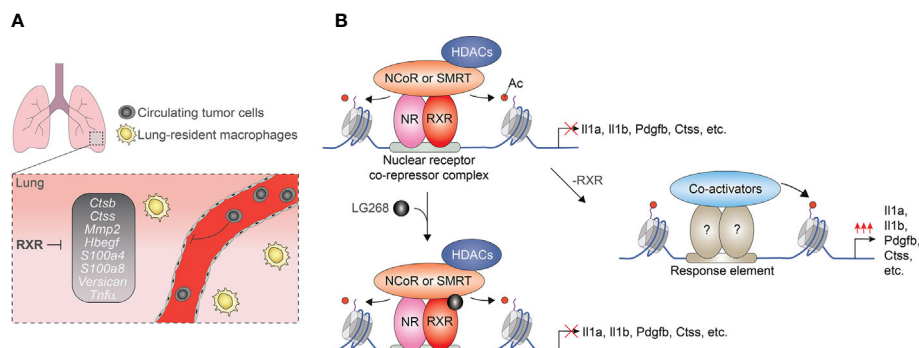 A
Circulating tumor cells
Lung-resident macrophages
Lung
RXR
Ctsb
Ctss
Mmp2
Hbegf
S100a4
S100a8
Versican
Tnfα
B
HDACs
NCoR or SMRT
Ac
NR
RXR
Il1a, Il1b, Pdgfb, Ctss, etc.
Nuclear receptor
co-repressor complex
-RXR
LG268
Co-activators
?
?
Response element
Il1a,
Il1b,
Pdgfb,
Ctss,
etc.
HDACs
NCoR or SMRT
NR
RXR
Il1a, Il1b, Pdgfb, Ctss, etc.